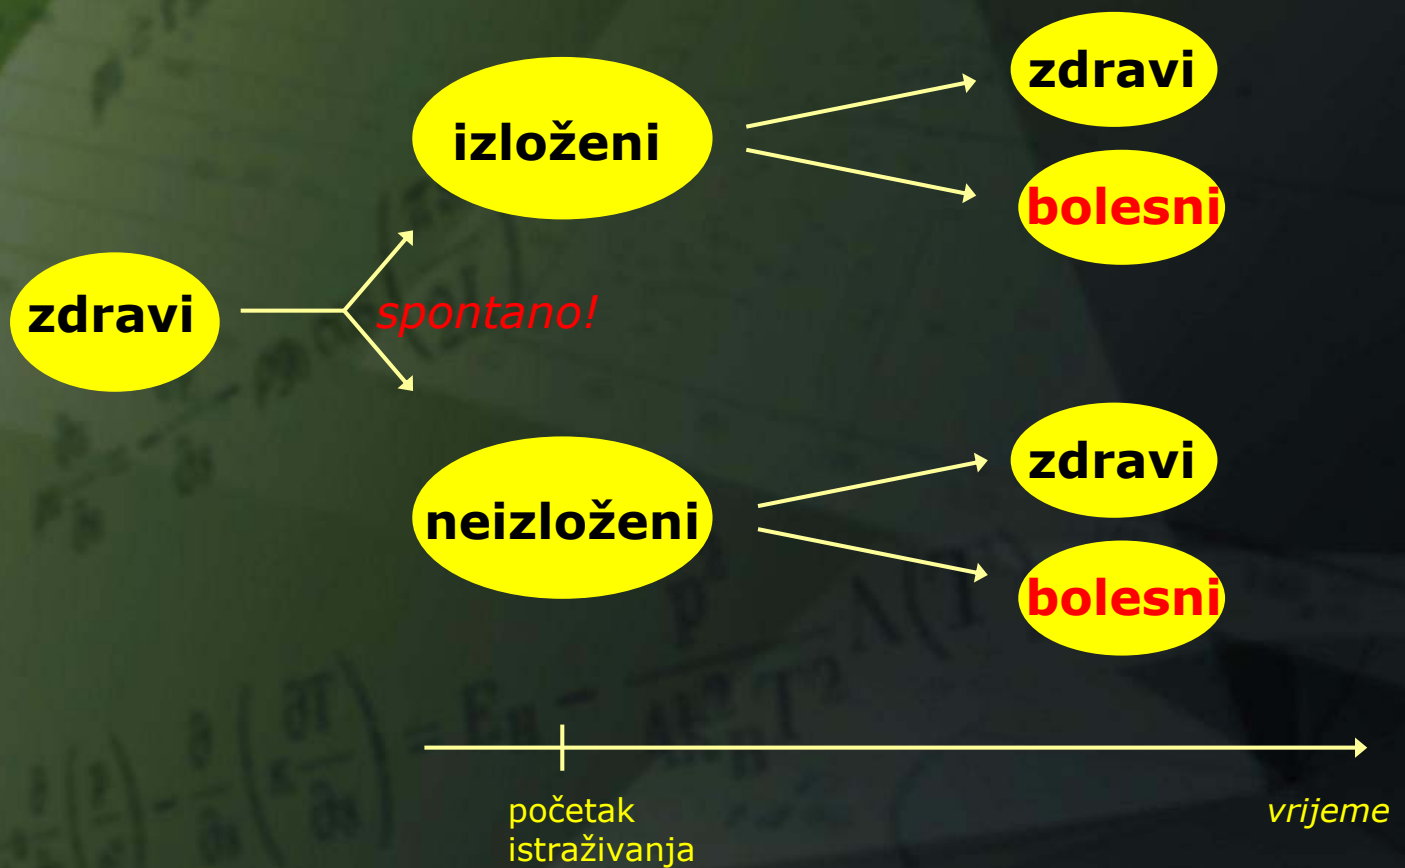 zdravi
izloženi
bolesni
zdravi
spontano!
zdravi
neizloženi
bolesni
početak
istraživanja
vrijeme